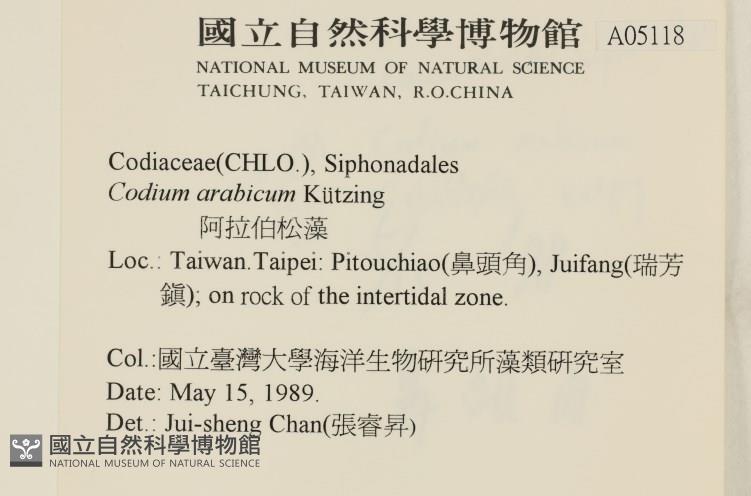 國立自然科學博物館 A05118
NATIONAL MUSEUM OF NATURAL SCIENCE
TAICHUNG, TAIWAN, R.O.CHINA
Codiaceae(CHLO.), Siphonadales
Codium arabicum Kützing
阿拉伯松藻
Loc.: Taiwan.Taipei: Pitouchiao(鼻頭角), Juifang(瑞芳
鎭); on rock of the intertidal zone.
Col.:國立臺灣大學海洋生物硏究所藻類硏究室
Date: May 15, 1989.
Det.: Jui-sheng Chan(張睿昇)
國立自然科學博物館
NATIONAL MUSEUM OF NATURAL SCIENCE